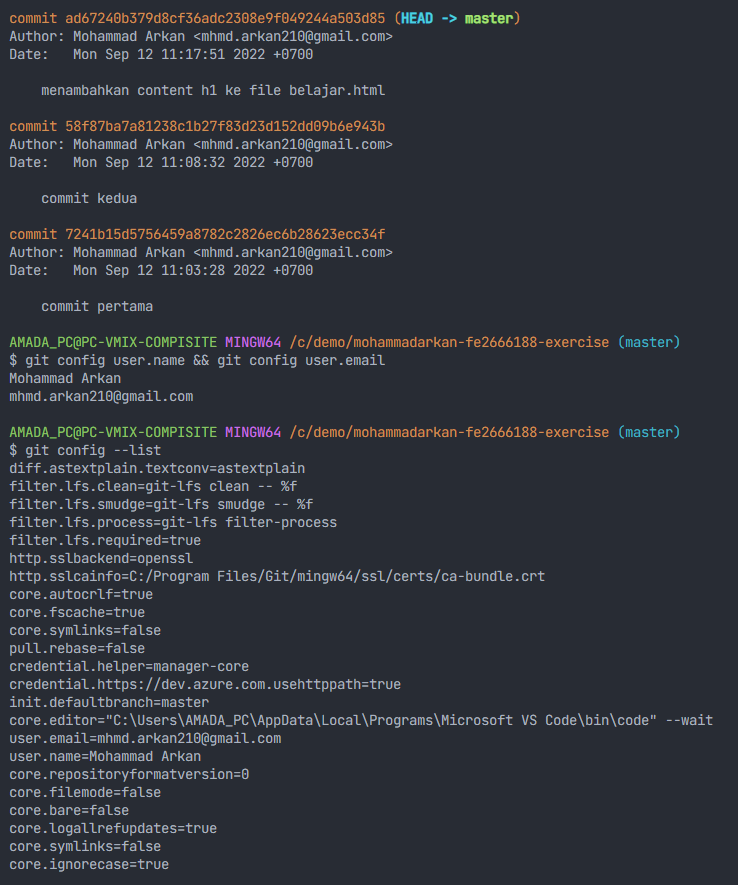 commit ad67240b379d8cf36adc2308e9f049244a503d85 (HEAD -> master)
Author: Mohammad Arkan <mhmd.arkan210@gmail.com>
Date:   Mon Sep 12 11:17:51 2022 +0700
    menambahkan content h1 ke file belajar.html
commit 58f87ba7a81238c1b27f83d23d152dd09b6e943b
Author: Mohammad Arkan <mhmd.arkan210@gmail.com>
Date:   Mon Sep 12 11:08:32 2022 +0700
    commit kedua
commit 7241b15d5756459a8782c2826ec6b28623ecc34f
Author: Mohammad Arkan <mhmd.arkan210@gmail.com>
Date:   Mon Sep 12 11:03:28 2022 +0700
    commit pertama
AMADA_PC@PC-VMIX-COMPISITE MINGW64 /c/demo/mohammadarkan-fe2666188-exercise (master)
$ git config user.name && git config user.email
Mohammad Arkan
mhmd.arkan210@gmail.com
AMADA_PC@PC-VMIX-COMPISITE MINGW64 /c/demo/mohammadarkan-fe2666188-exercise (master)
$ git config --list
diff.astextplain.textconv=astextplain
filter.lfs.clean=git-lfs clean -- %f
filter.lfs.smudge=git-lfs smudge -- %f
filter.lfs.process=git-lfs filter-process
filter.lfs.required=true
http.sslbackend=openssl
http.sslcainfo=C:/Program Files/Git/mingw64/ssl/certs/ca-bundle.crt
core.autocrlf=true
core.fscache=true
core.symlinks=false
pull.rebase=false
credential.helper=manager-core
credential.https://dev.azure.com.usehttppath=true
init.defaultbranch=master
core.editor="C:\Users\AMADA_PC\AppData\Local\Programs\Microsoft VS Code\bin\code" --wait
user.email=mhmd.arkan210@gmail.com
user.name=Mohammad Arkan
core.repositoryformatversion=0
core.filemode=false
core.bare=false
core.logallrefupdates=true
core.symlinks=false
core.ignorecase=true